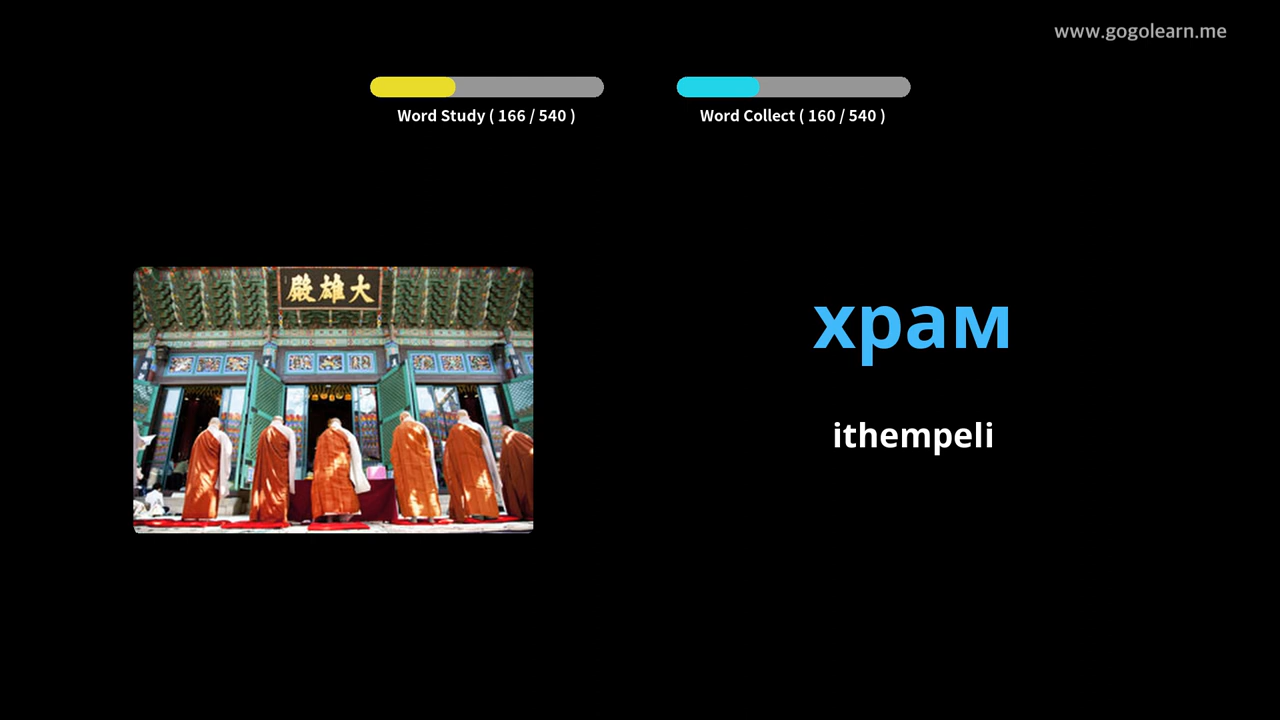 www.gogolearn.me
Word Study ( 166 / 540 )
Word Collect ( 160 / 540 )
殿雄大
храм
ithempeli